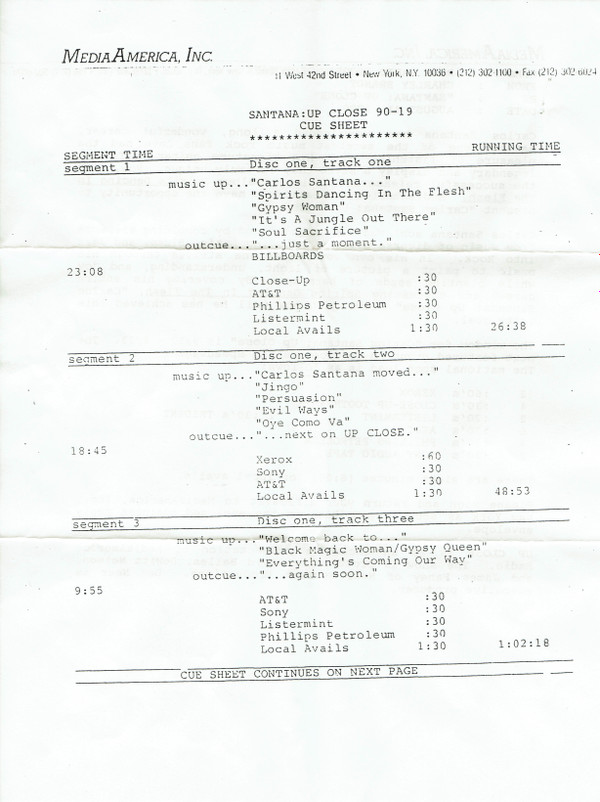 MEDIAAMERICA, INC.
11 West 42nd Street • New York, N.Y. 10036 • (212) 302-1100 • Fax (212) 302-6024
SANTANA:UP CLOSE 90-19
CUE SHEET
**********************
SEGMENT TIME RUNNING TIME
segment 1 Disc one, track one
music up..."Carlos Santana..."
"Spirits Dancing In The Flesh"
"Gypsy Woman"
"It's A Jungle Out There"
"Soul Sacrifice"
outcue..."...just a moment."
BILLBOARDS
23:08
Close-Up :30
AT&T :30
Phillips Petroleum :30
Listermint :30
Local Avails 1:30 26:38
segment 2 Disc one, track two
music up..."Carlos Santana moved..."
"Jingo"
"Persuasion"
"Evil Ways"
"Oye Como Va"
outcue..."...next on UP CLOSE."
18:45
Xerox :60
Sony :30
AT&T :30
Local Avails 1:30 48:53
segment 3 Disc one, track three
music up..."Welcome back to..."
"Black Magic Woman/Gypsy Queen"
"Everything's Coming Our Way"
outcue..."...again soon."
9:55
AT&T :30
Sony :30
Listermint :30
Phillips Petroleum :30
Local Avails 1:30 1:02:18
CUE SHEET CONTINUES ON NEXT PAGE